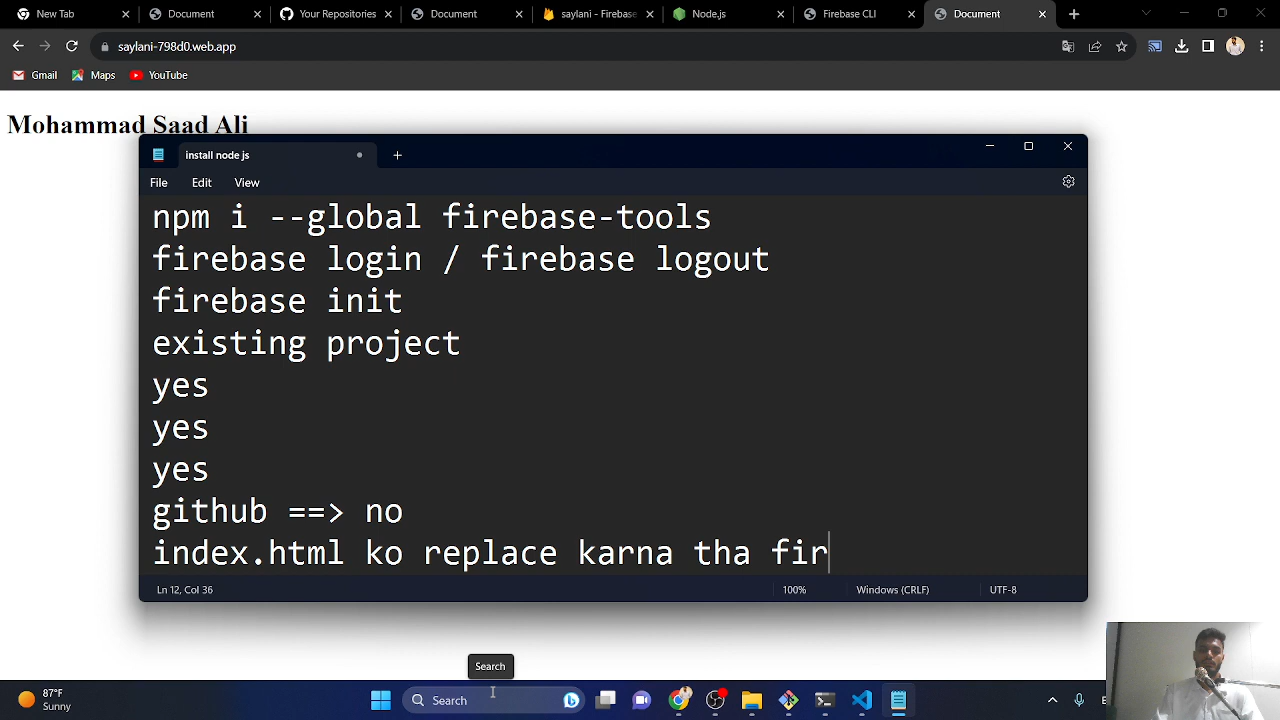 New Tab
Document
Your Repositories
Document
saylani - Firebase
Node.js
Firebase CLI
Document
saylani-798d0.web.app
Gmail
Maps
YouTube
Mohammad Saad Ali
install node js
File
Edit
View
npm i --global firebase-tools
firebase login / firebase logout
firebase init
existing project
yes
yes
yes
github ==> no
index.html ko replace karna tha fir
Ln 12, Col 36
100%
Windows (CRLF)
UTF-8
Search
87°F
Sunny
Search